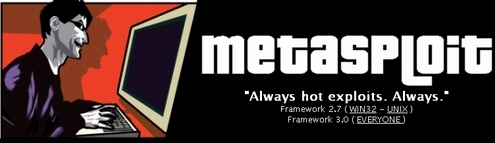 metasploit
"Always hot exploits. Always."
Framework 2.7 ( WIN32 – UNIX )
Framework 3.0 ( EVERYONE )